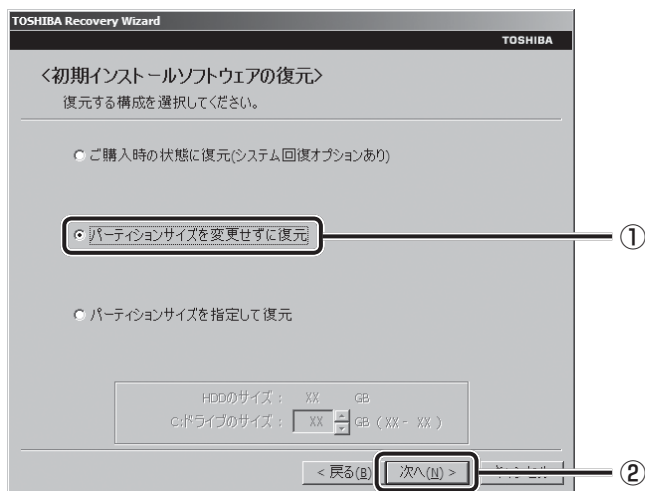 TOSHIBA Recovery Wizard
TOSHIBA
<初期インストールソフトウェアの復元>
復元する構成を選択してください。
ご購入時の状態に復元(システム回復オプションあり)
パーティションサイズを変更せずに復元
①
パーティションサイズを指定して復元
HDDのサイズ： XX GB
C:ドライブのサイズ： XX GB ( XX - XX )
< 戻る(B) 次へ(N) >
②